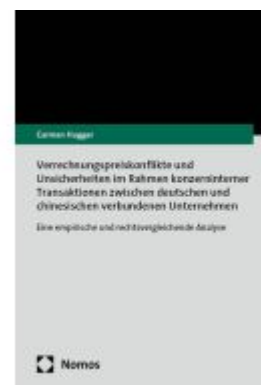 Carmen Hugger
Verrechnungspreiskonflikte und
Unsicherheiten im Rahmen konzerninterner
Transaktionen zwischen deutschen und
chinesischen verbundenen Unternehmen
Eine empirische und rechtsvergleichende Analyse
Nomos